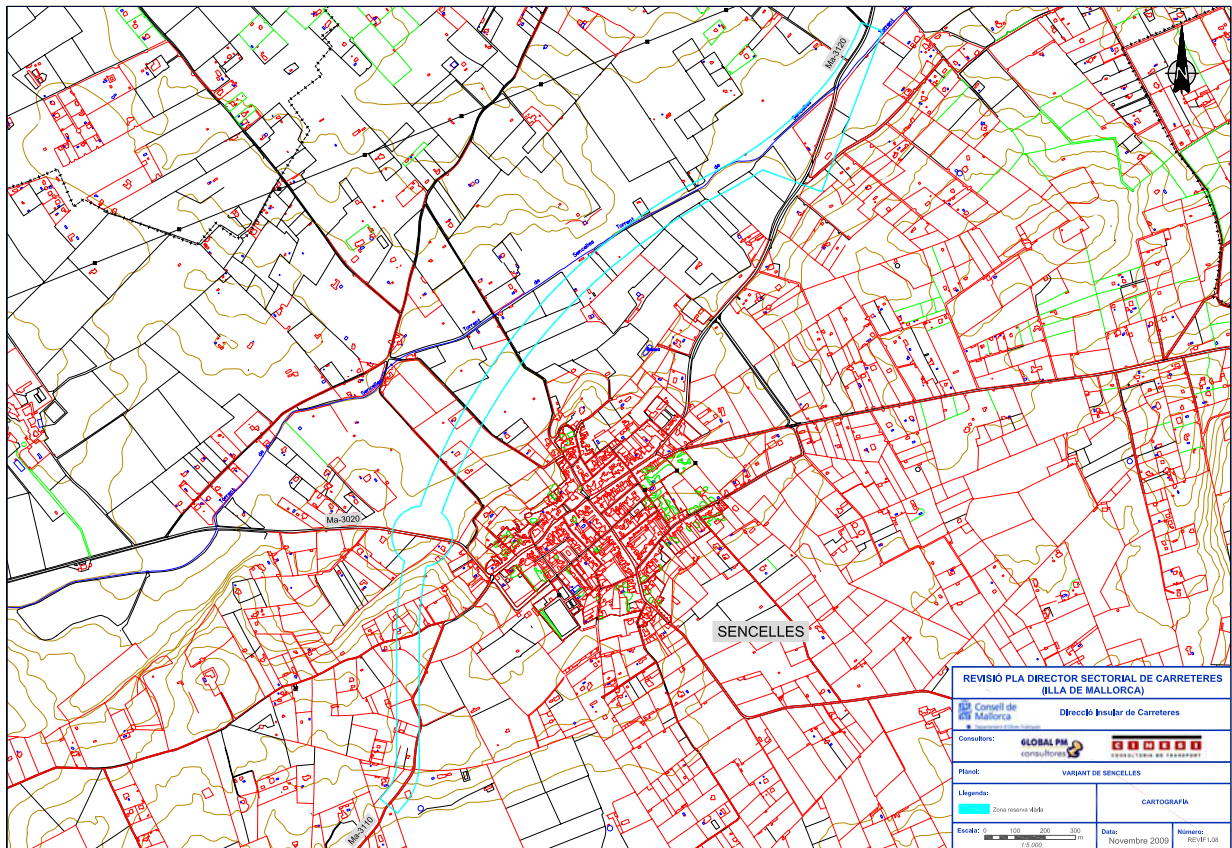 Ma-3120
Torrent
Sencelles
de
Torrent
Sencelles
de
Torrent
Sencelles
de
Torrent
Ma-3020
SENCELLES
Ma-3110
N
REVISIÓ PLA DIRECTOR SECTORIAL DE CARRETERES
(ILLA DE MALLORCA)
Consell de
Mallorca
Direcció Insular de Carreteres
Consultors:
GLOBAL PM
consultores
CINESI
CONSULTORIA DE TRANSPORT
Plànol:
VARIANT DE SENCELLES
Llegenda:
Zona reserva viària
CARTOGRAFÍA
Escala:
0 100 200 300
m
1:5.000
Data:
Novembre 2009
Número:
REVIF1.08